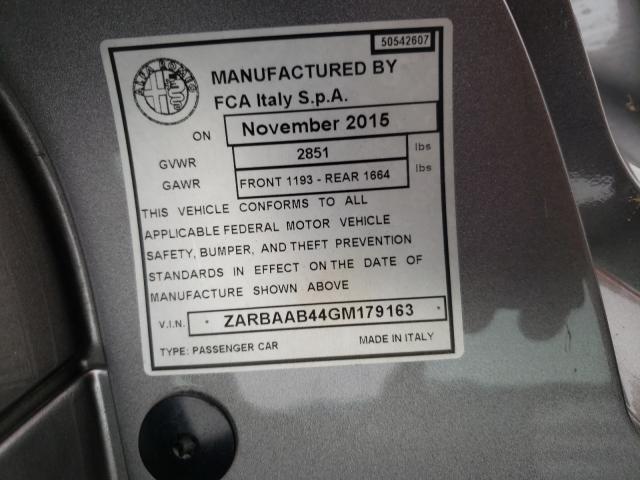 50542607
ALFA ROMEO
MANUFACTURED BY
FCA Italy S.p.A.
ON November 2015
GVWR 2851 lbs
GAWR FRONT 1193 - REAR 1664 lbs
THIS VEHICLE CONFORMS TO ALL
APPLICABLE FEDERAL MOTOR VEHICLE
SAFETY, BUMPER, AND THEFT PREVENTION
STANDARDS IN EFFECT ON THE DATE OF
MANUFACTURE SHOWN ABOVE
V.I.N. * ZARBAAB44GM179163 *
TYPE: PASSENGER CAR MADE IN ITALY